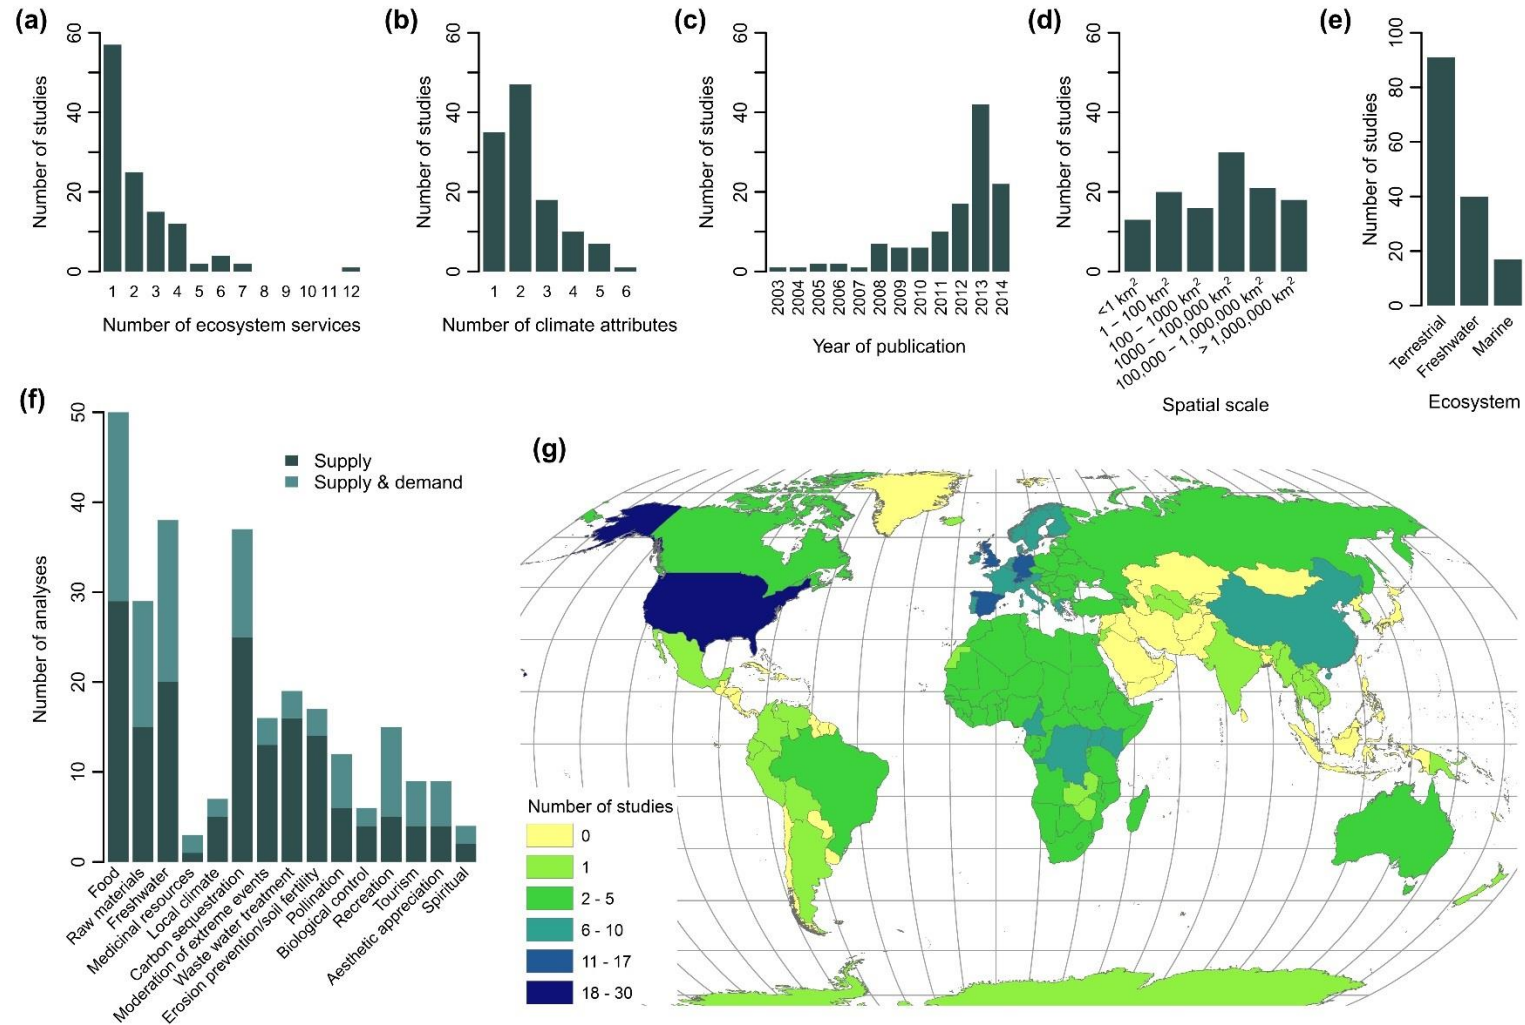 (a)
60
40
20
0
Number of studies
1 2 3 4 5 6 7 8 9 10 11 12
Number of ecosystem services
(b)
60
40
20
0
Number of studies
1 2 3 4 5 6
Number of climate attributes
(c)
60
40
20
0
Number of studies
2003 2004 2005 2006 2007 2008 2009 2010 2011 2012 2013 2014
Year of publication
(d)
60
40
20
0
Number of studies
<1 km²
1 – 100 km²
100 – 1000 km²
1000 – 100,000 km²
100,000 – 1,000,000 km²
> 1,000,000 km²
Spatial scale
(e)
100
80
60
40
20
0
Number of studies
Terrestrial
Freshwater
Marine
Ecosystem
(f)
50
40
30
20
10
0
Number of analyses
Supply
Supply & demand
Food
Raw materials
Freshwater
Medicinal resources
Local climate
Carbon sequestration
Moderation of extreme events
Waste water treatment
Erosion prevention/soil fertility
Pollination
Biological control
Recreation
Tourism
Aesthetic appreciation
Spiritual
(g)
Number of studies
0
1
2 - 5
6 - 10
11 - 17
18 - 30